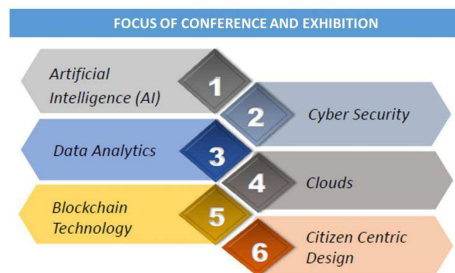 FOCUS OF CONFERENCE AND EXHIBITION
Artificial
Intelligence (AI)
1
2
Cyber Security
Data Analytics
3
4
Clouds
Blockchain
Technology
5
6
Citizen Centric
Design